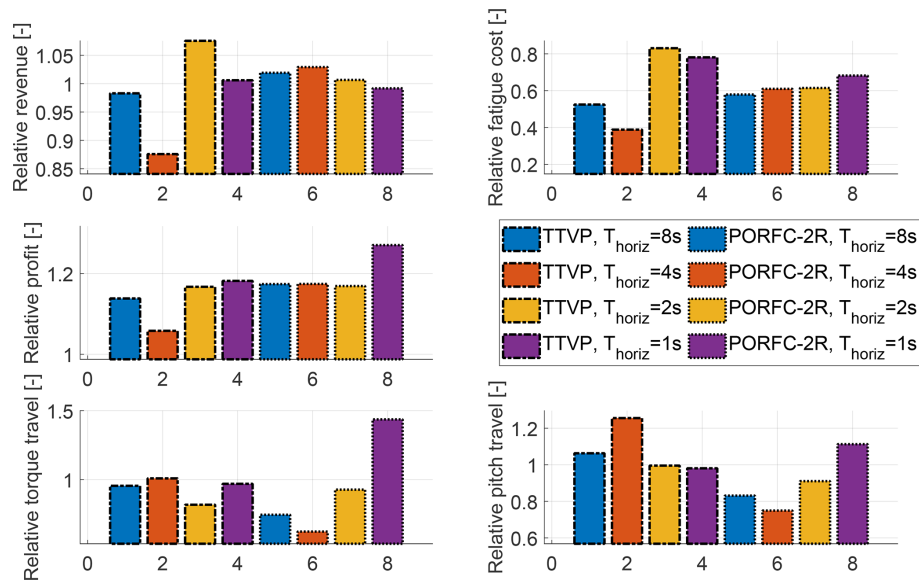 Relative revenue [-]
1.05
1
0.95
0.9
0.85
0 2 4 6 8
Relative fatigue cost [-]
0.8
0.6
0.4
0.2
0 2 4 6 8
Relative profit [-]
1.2
1
0 2 4 6 8
TTVP, T_horiz=8s PORFC-2R, T_horiz=8s
TTVP, T_horiz=4s PORFC-2R, T_horiz=4s
TTVP, T_horiz=2s PORFC-2R, T_horiz=2s
TTVP, T_horiz=1s PORFC-2R, T_horiz=1s
Relative torque travel [-]
1.5
1
0 2 4 6 8
Relative pitch travel [-]
1.2
1
0.8
0.6
0 2 4 6 8